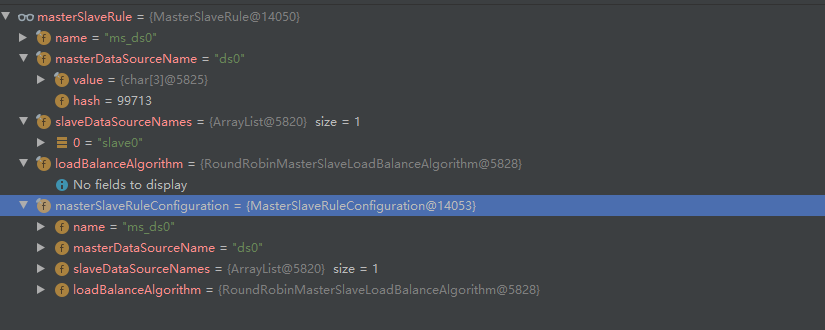 masterSlaveRule = {MasterSlaveRule@14050}
f name = "ms_ds0"
f masterDataSourceName = "ds0"
f value = {char[3]@5825}
f hash = 99713
f slaveDataSourceNames = {ArrayList@5820} size = 1
0 = "slave0"
f loadBalanceAlgorithm = {RoundRobinMasterSlaveLoadBalanceAlgorithm@5828}
i No fields to display
f masterSlaveRuleConfiguration = {MasterSlaveRuleConfiguration@14053}
f name = "ms_ds0"
f masterDataSourceName = "ds0"
f slaveDataSourceNames = {ArrayList@5820} size = 1
f loadBalanceAlgorithm = {RoundRobinMasterSlaveLoadBalanceAlgorithm@5828}